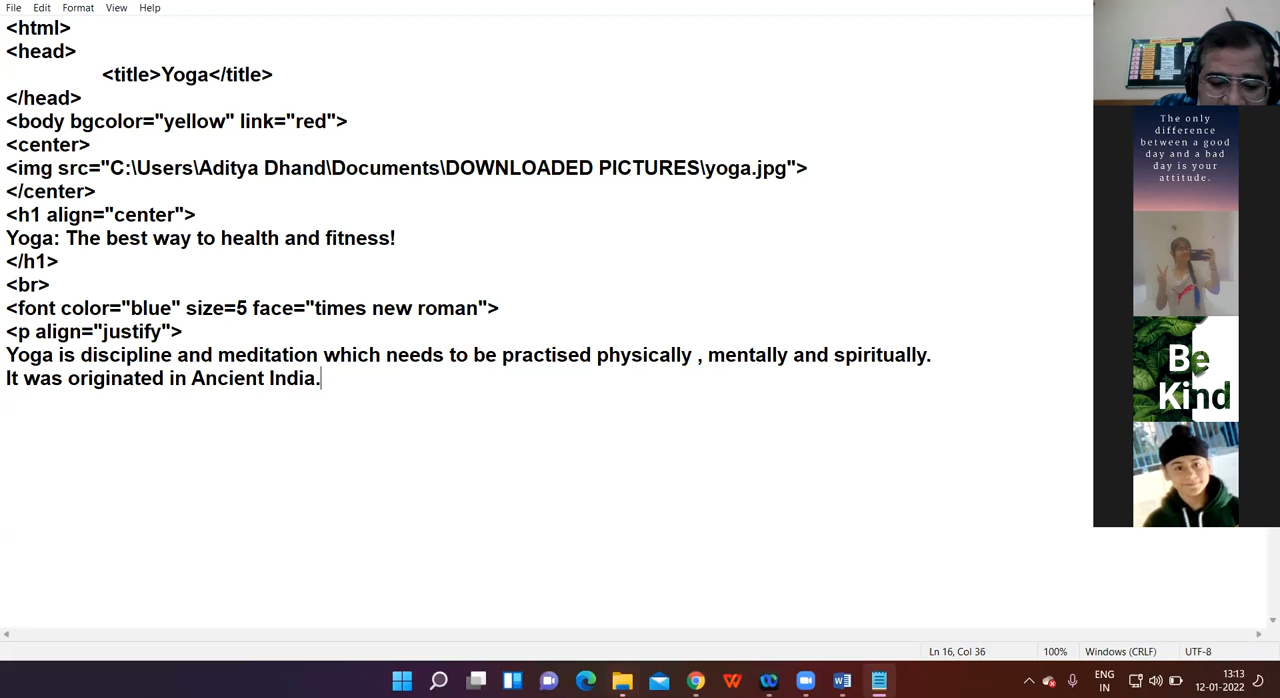 File Edit Format View Help
<html>
<head>
<title>Yoga</title>
</head>
<body bgcolor="yellow" link="red">
<center>
<img src="C:\Users\Aditya Dhand\Documents\DOWNLOADED PICTURES\yoga.jpg">
</center>
<h1 align="center">
Yoga: The best way to health and fitness!
</h1>
<br>
<font color="blue" size=5 face="times new roman">
<p align="justify">
Yoga is discipline and meditation which needs to be practised physically , mentally and spiritually.
It was originated in Ancient India.
The only
difference
between a good
day and a bad
day is your
attitude.
Be
Kind
Ln 16, Col 36 100% Windows (CRLF) UTF-8
ENG
IN
13:13
12-01-2022